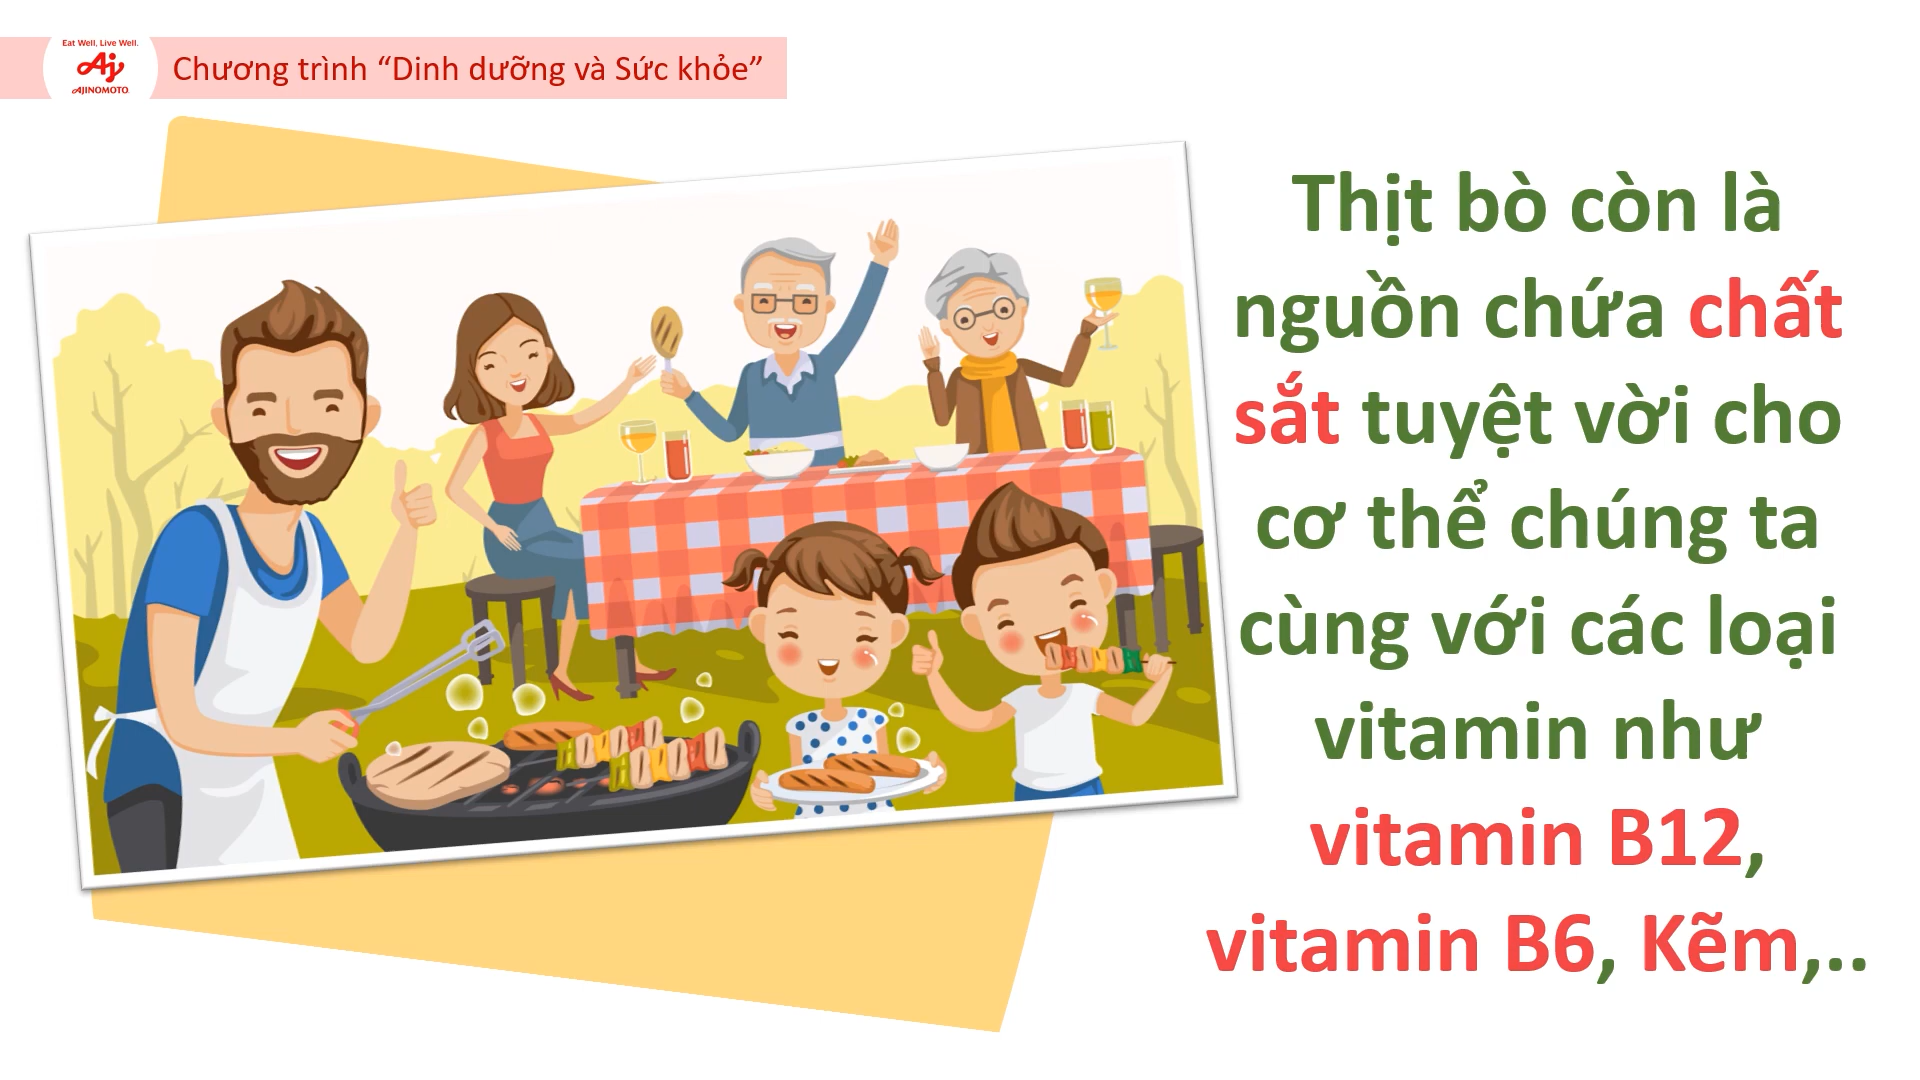 Eat Well, Live Well.
AJINOMOTO
Chương trình “Dinh dưỡng và Sức khỏe”
Thịt bò còn là
nguồn chứa chất
sắt tuyệt vời cho
cơ thể chúng ta
cùng với các loại
vitamin như
vitamin B12,
vitamin B6, Kẽm,..